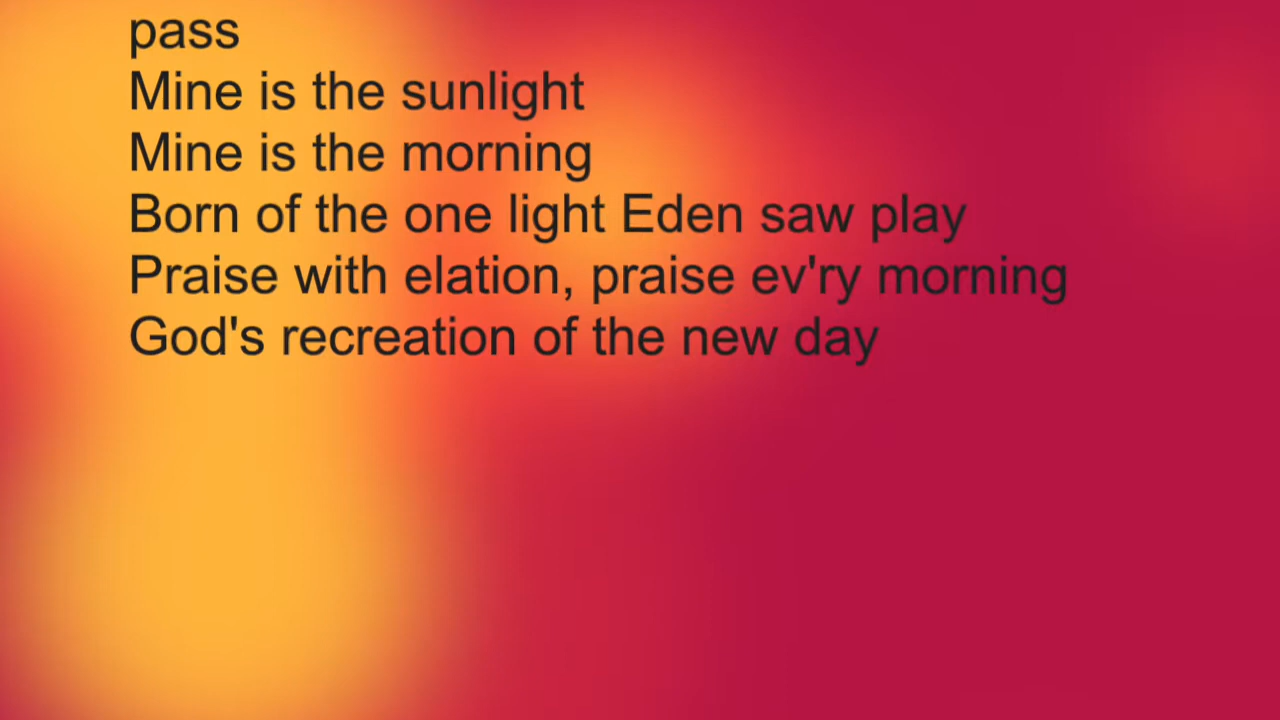 pass
Mine is the sunlight
Mine is the morning
Born of the one light Eden saw play
Praise with elation, praise ev'ry morning
God's recreation of the new day